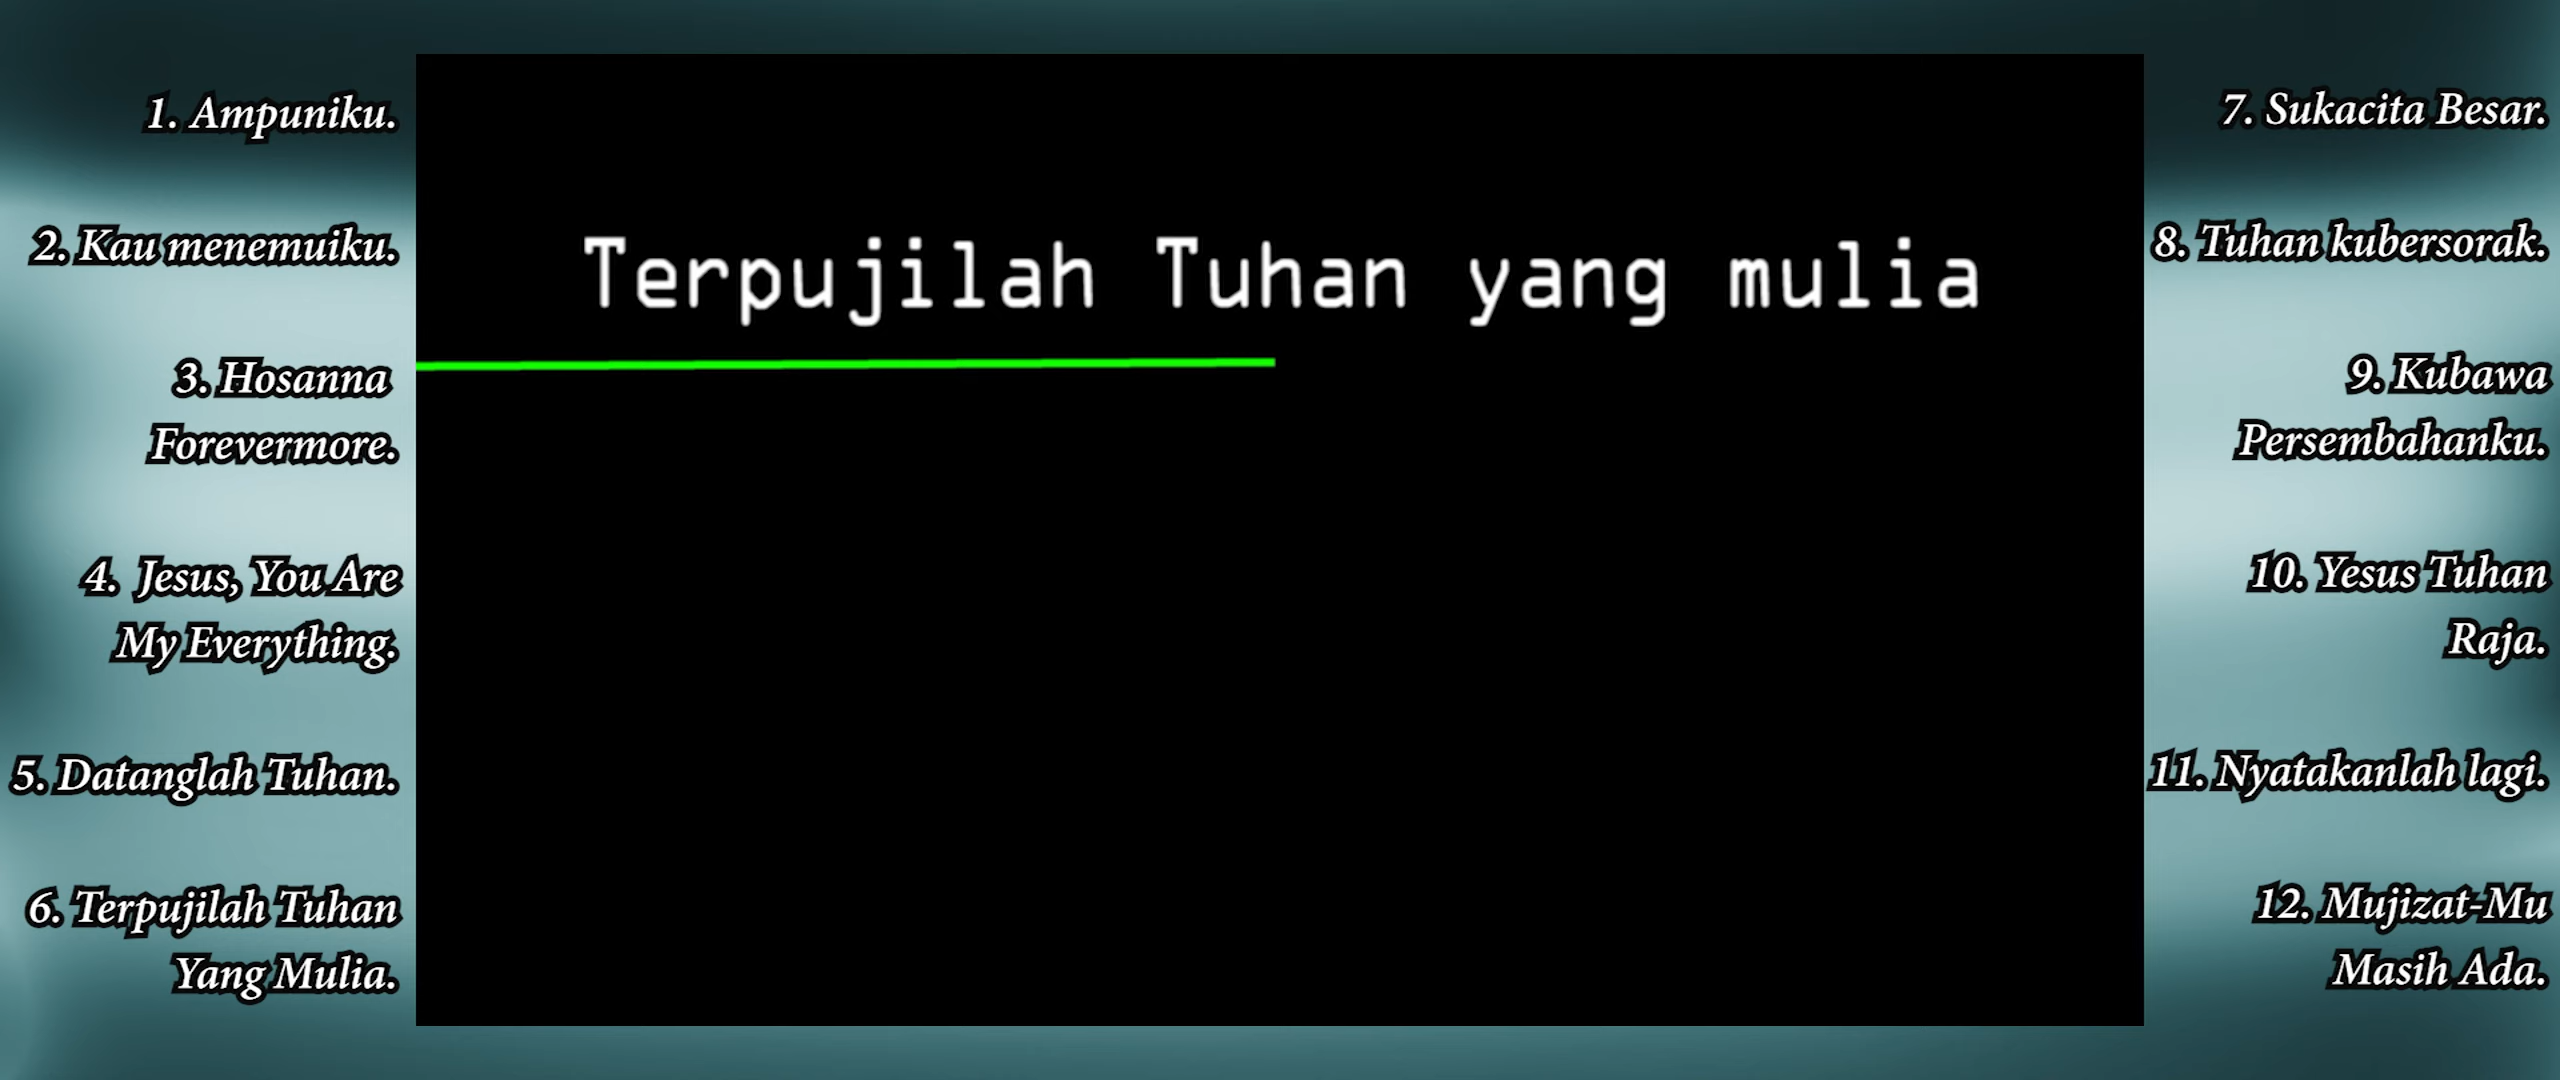 1. Ampuniku.
2. Kau menemuiku.
3. Hosanna
Forevermore.
4. Jesus, You Are
My Everything.
5. Datanglah Tuhan.
6. Terpujilah Tuhan
Yang Mulia.
Terpujilah Tuhan yang mulia
7. Sukacita Besar.
8. Tuhan kubersorak.
9. Kubawa
Persembahanku.
10. Yesus Tuhan
Raja.
11. Nyatakanlah lagi.
12. Mujizat-Mu
Masih Ada.